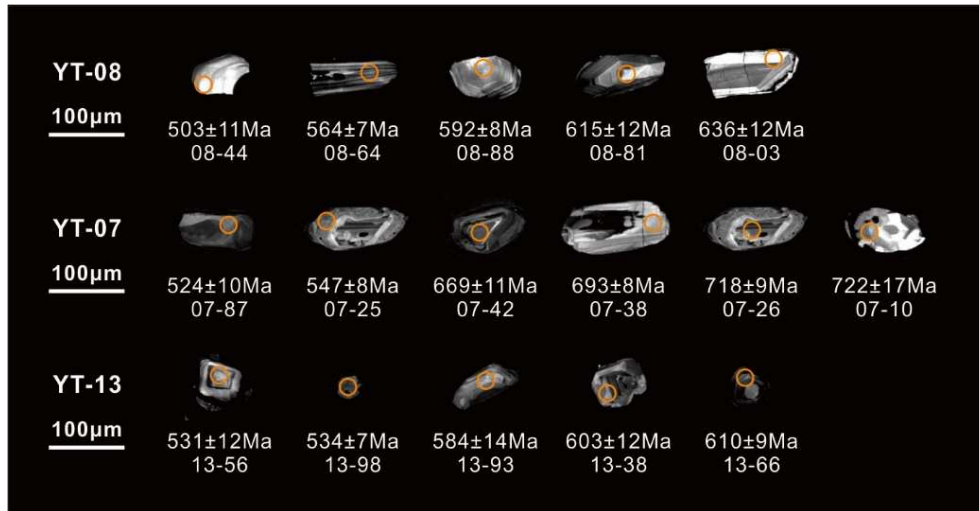 YT-08
100μm
503±11Ma 564±7Ma 592±8Ma 615±12Ma 636±12Ma
08-44 08-64 08-88 08-81 08-03
YT-07
100μm
524±10Ma 547±8Ma 669±11Ma 693±8Ma 718±9Ma 722±17Ma
07-87 07-25 07-42 07-38 07-26 07-10
YT-13
100μm
531±12Ma 534±7Ma 584±14Ma 603±12Ma 610±9Ma
13-56 13-98 13-93 13-38 13-66